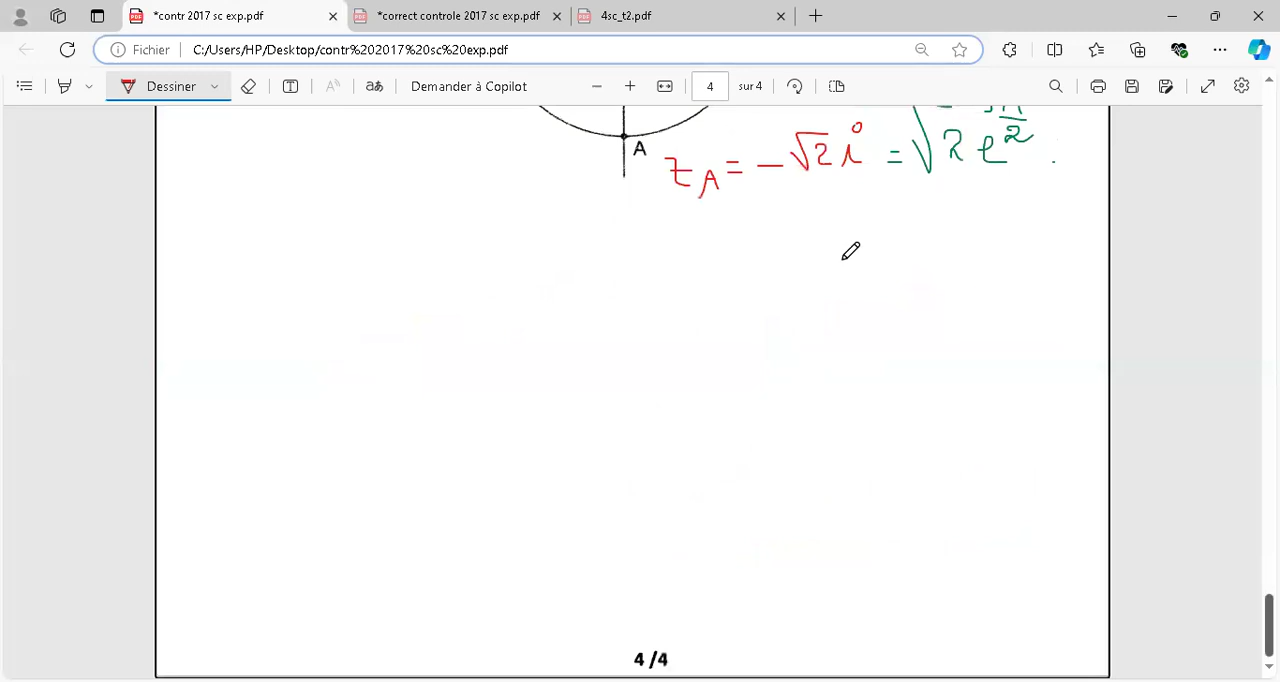 *contr 2017 sc exp.pdf
*correct controle 2017 sc exp.pdf
4sc_t2.pdf
Fichier C:/Users/HP/Desktop/contr%202017%20sc%20exp.pdf
Dessiner
Demander à Copilot
4 sur 4
A
z_A = -√2 i = √2 e
4 /4